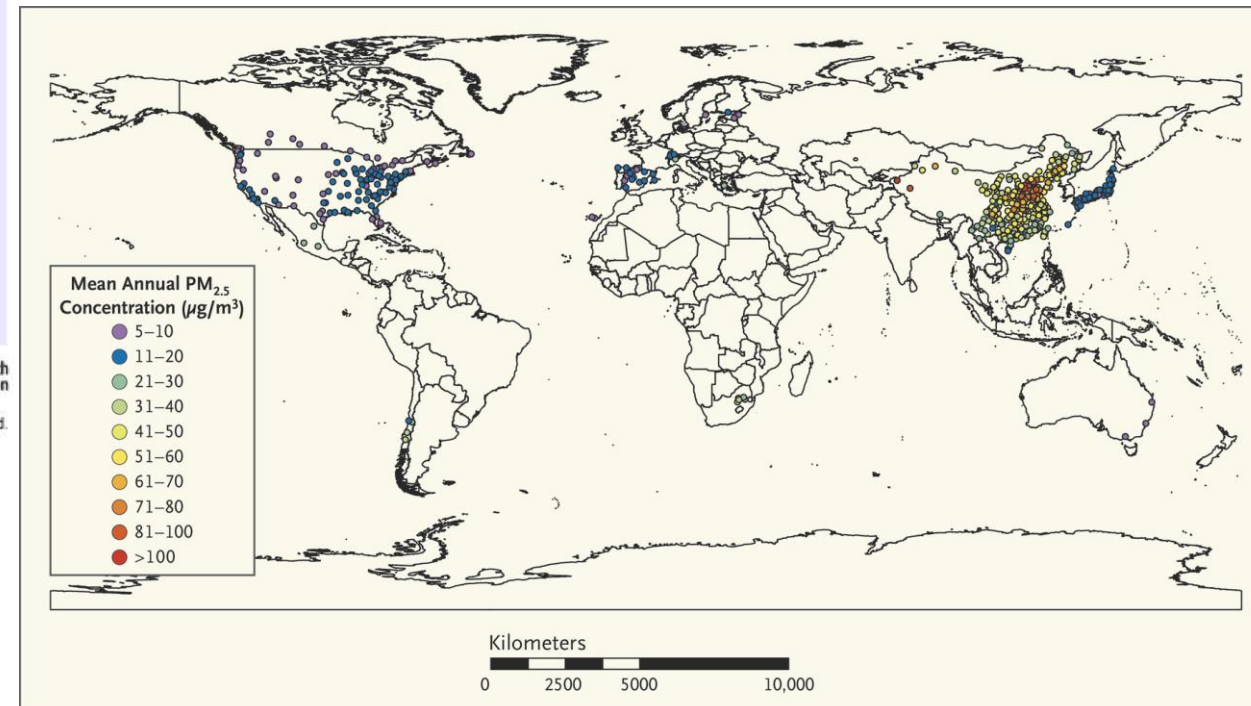 h
n
d.
Mean Annual PM2.5
Concentration (μg/m³)
5–10
11–20
21–30
31–40
41–50
51–60
61–70
71–80
81–100
>100
Kilometers
0 2500 5000 10,000